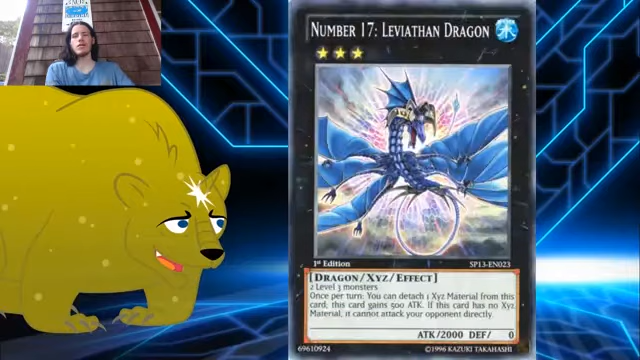 NUMBER 17: LEVIATHAN DRAGON
水
1st Edition
SP13-EN023
[DRAGON/XYZ/EFFECT]
2 Level 3 monsters
Once per turn: You can detach 1 Xyz Material from this
card; this card gains 500 ATK. If this card has no Xyz
Material, it cannot attack your opponent directly.
ATK/2000 DEF/ 0
69610924
©1996 KAZUKI TAKAHASHI